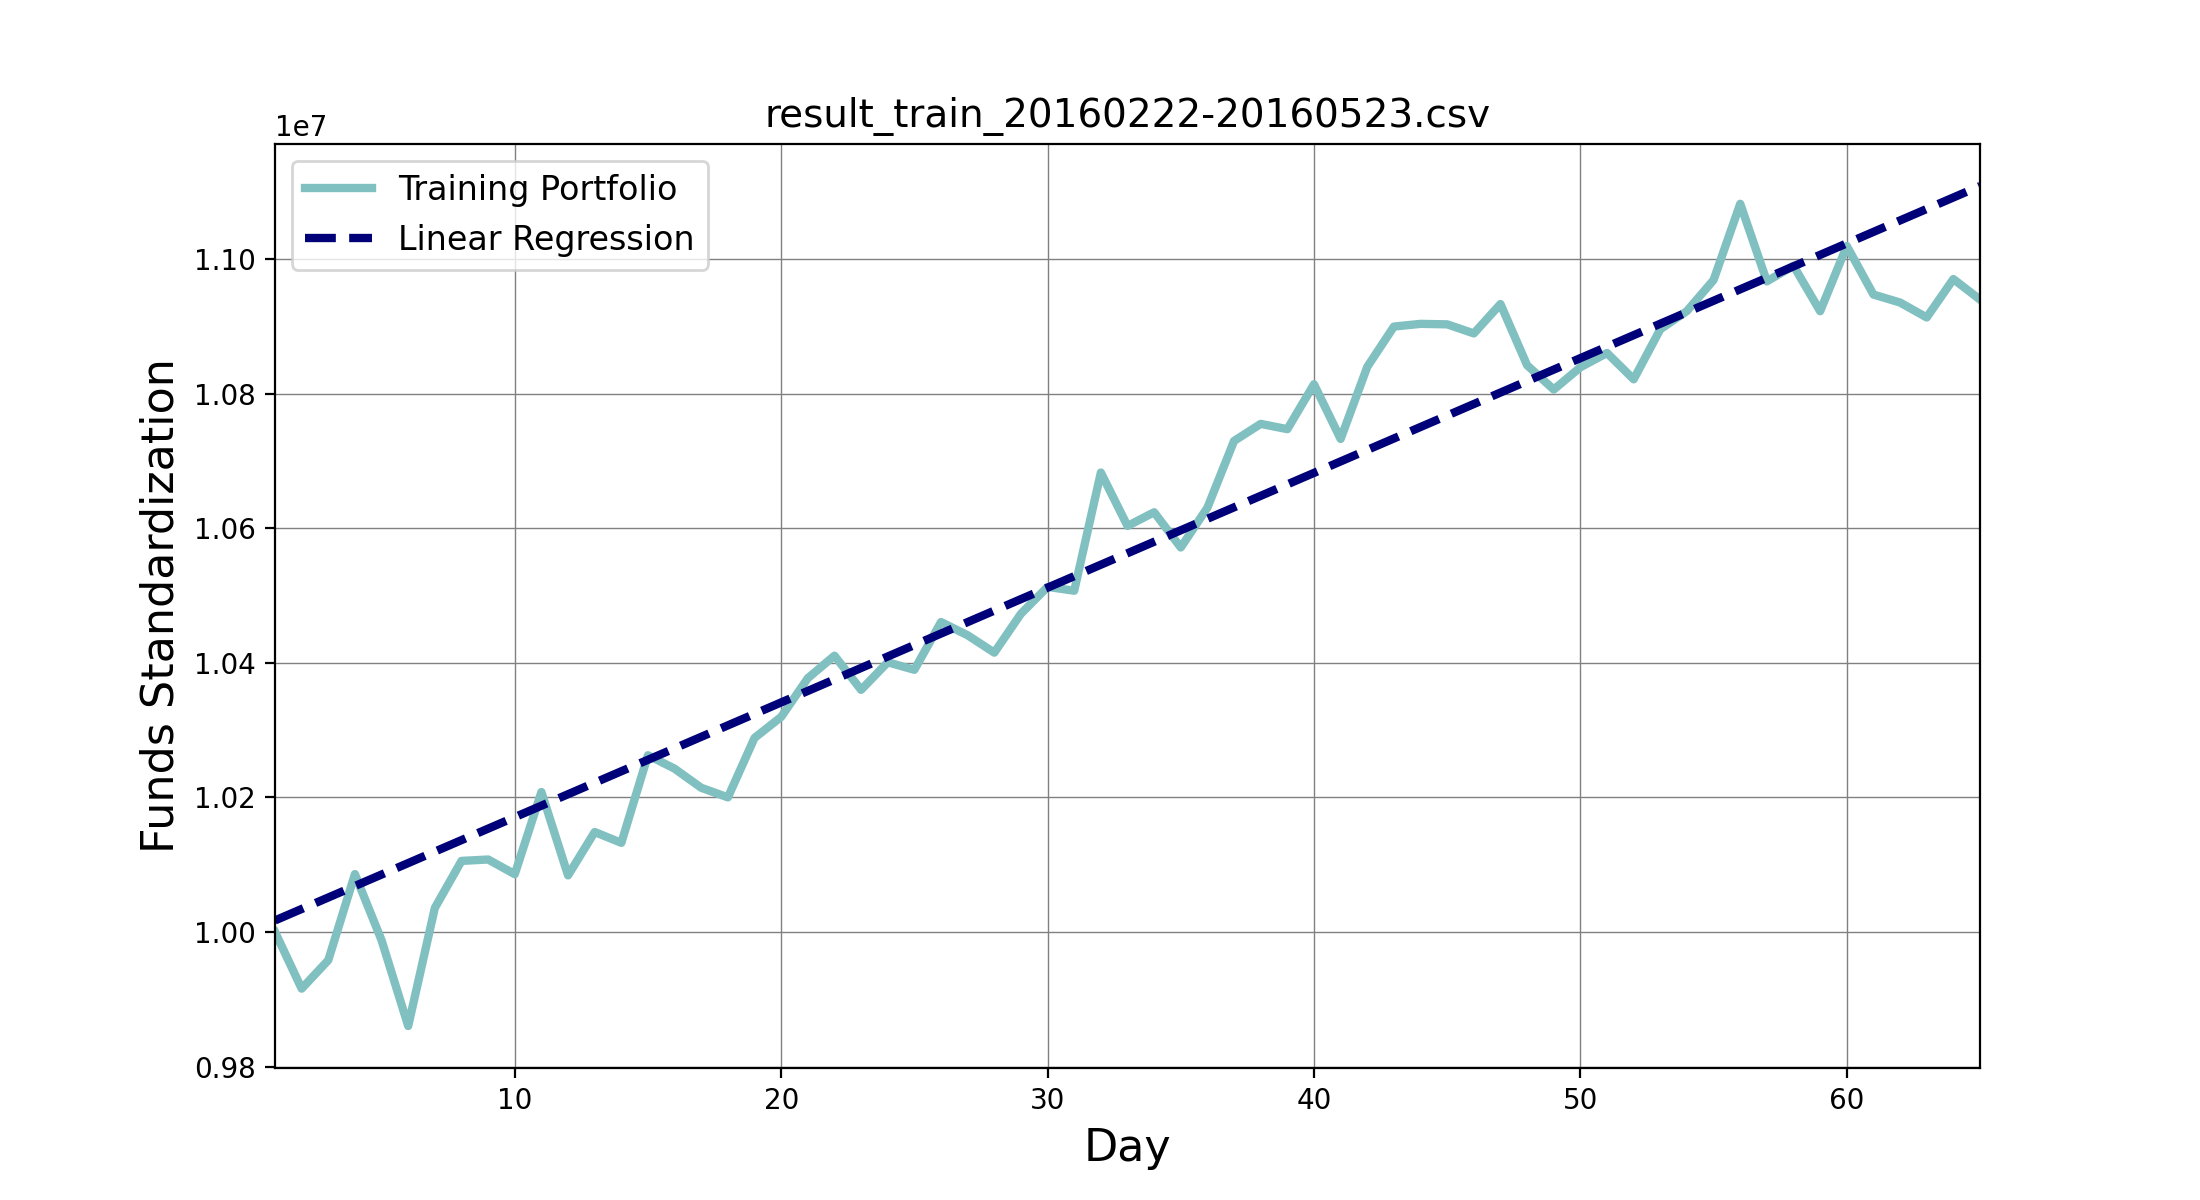 result_train_20160222-20160523.csv
1e7
Training Portfolio
Linear Regression
1.10
1.08
1.06
1.04
1.02
1.00
0.98
Funds Standardization
10 20 30 40 50 60
Day